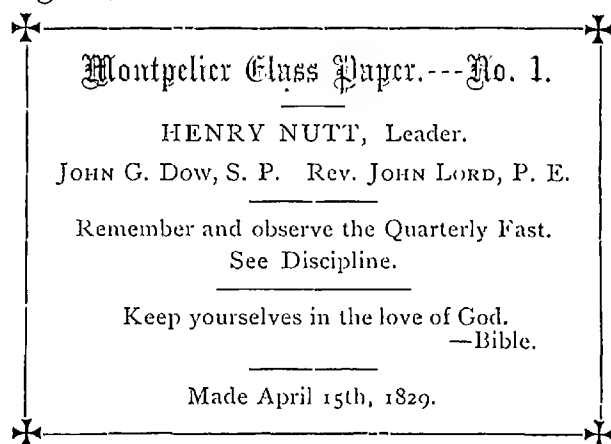 Montpelier Class Paper.---No. 1.
HENRY NUTT, Leader.
JOHN G. DOW, S. P. REV. JOHN LORD, P. E.
Remember and observe the Quarterly Fast.
See Discipline.
Keep yourselves in the love of God.
—Bible.
Made April 15th, 1829.